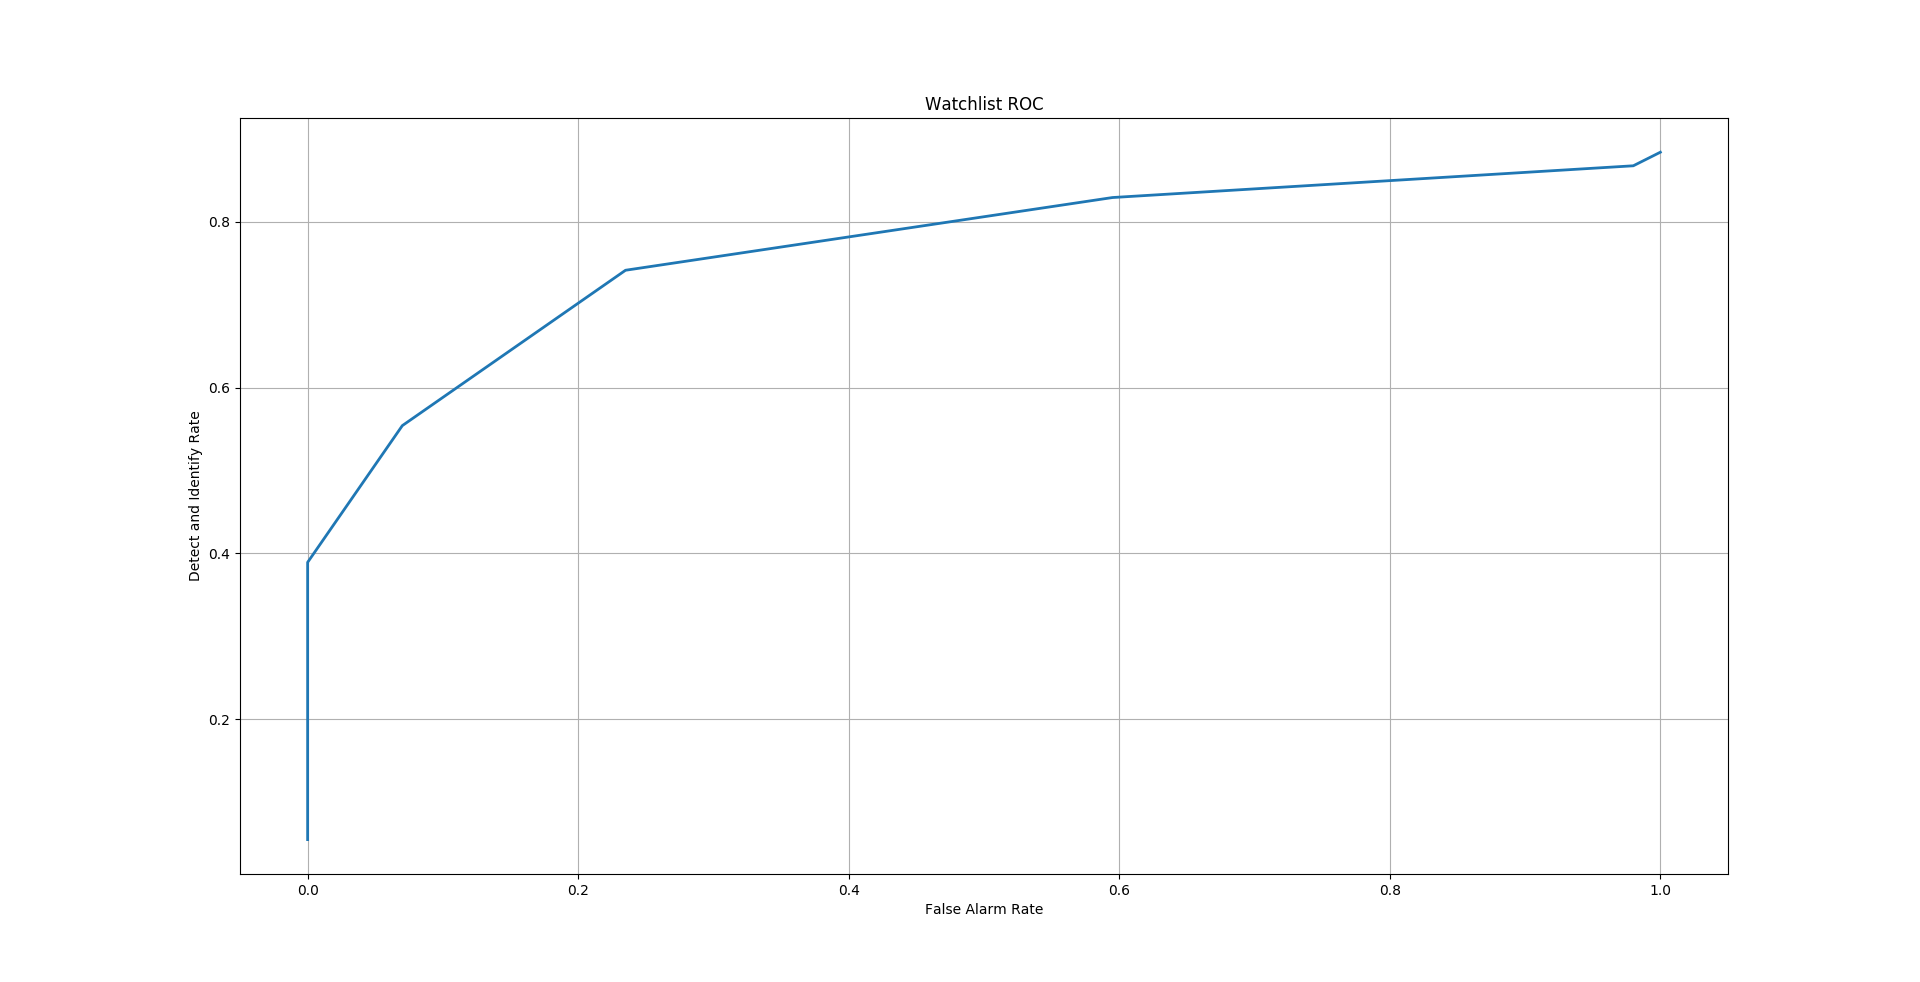 Watchlist ROC
0.8
0.6
0.4
0.2
Detect and Identify Rate
0.0 0.2 0.4 0.6 0.8 1.0
False Alarm Rate